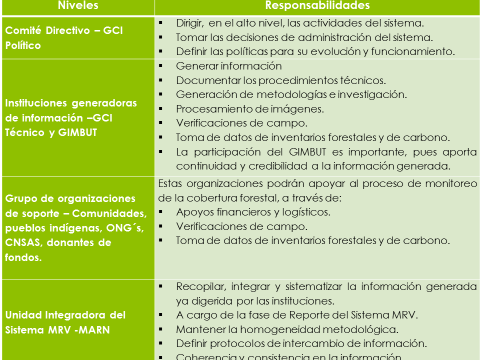 Niveles
Responsabilidades
Comité Directivo – GCI
Político
▪ Dirigir, en el alto nivel, las actividades del sistema.
▪ Tomar las decisiones de administración del sistema.
▪ Definir las políticas para su evolución y funcionamiento.
Instituciones generadoras
de información –GCI
Técnico y GIMBUT
▪ Generar información
▪ Documentar los procedimientos técnicos.
▪ Generación de metodologías e investigación.
▪ Procesamiento de imágenes.
▪ Verificaciones de campo.
▪ Toma de datos de inventarios forestales y de carbono.
▪ La participación del GIMBUT es importante, pues aporta
continuidad y credibilidad a la información generada.
Grupo de organizaciones
de soporte – Comunidades,
pueblos indígenas, ONG´s,
CNSAS, donantes de
fondos.
Estas organizaciones podrán apoyar al proceso de monitoreo
de la cobertura forestal, a través de:
▪ Apoyos financieros y logísticos.
▪ Verificaciones de campo.
▪ Toma de datos de inventarios forestales y de carbono.
Unidad Integradora del
Sistema MRV -MARN
▪ Recopilar, integrar y sistematizar la información generada
ya digerida por las instituciones.
▪ A cargo de la fase de Reporte del Sistema MRV.
▪ Mantener la homogeneidad metodológica.
▪ Definir protocolos de intercambio de información.
▪ Coherencia y consistencia en la información